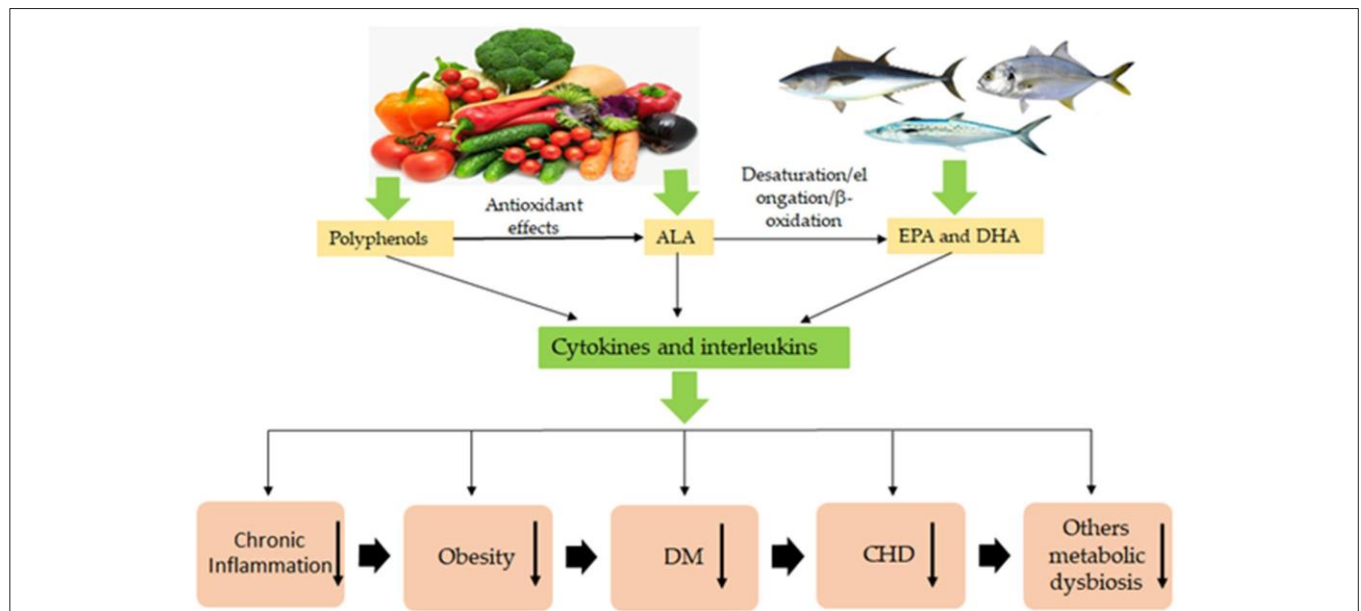 Desaturation/el
ongation/β-
oxidation
Antioxidant
effects
Polyphenols
ALA
EPA and DHA
Cytokines and interleukins
Chronic
Inflammation
Obesity
DM
CHD
Others
metabolic
dysbiosis